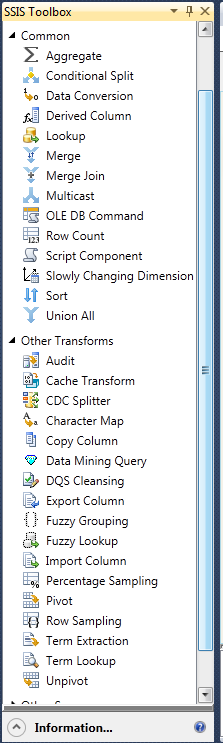 SSIS Toolbox
Common
Aggregate
Conditional Split
Data Conversion
Derived Column
Lookup
Merge
Merge Join
Multicast
OLE DB Command
Row Count
Script Component
Slowly Changing Dimension
Sort
Union All
Other Transforms
Audit
Cache Transform
CDC Splitter
Character Map
Copy Column
Data Mining Query
DQS Cleansing
Export Column
Fuzzy Grouping
Fuzzy Lookup
Import Column
Percentage Sampling
Pivot
Row Sampling
Term Extraction
Term Lookup
Unpivot
Information...